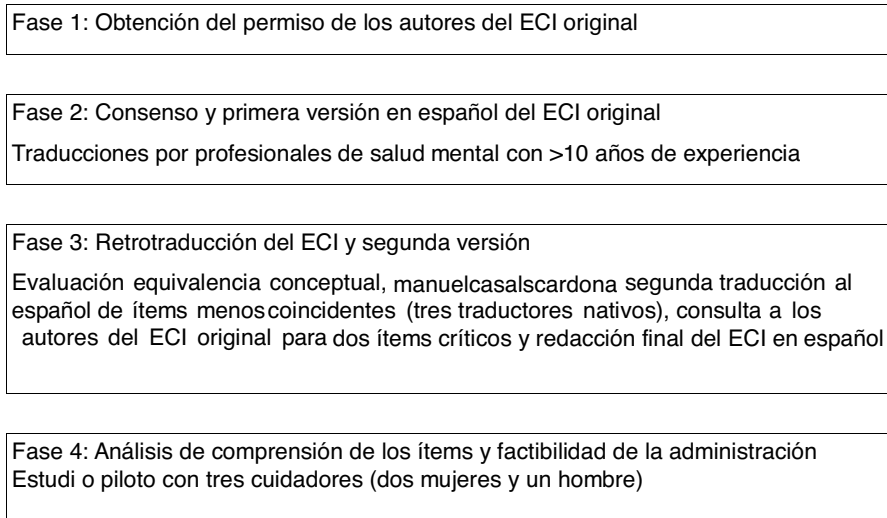 Fase 1: Obtención del permiso de los autores del ECI original
Fase 2: Consenso y primera versión en español del ECI original
Traducciones por profesionales de salud mental con >10 años de experiencia
Fase 3: Retrotraducción del ECI y segunda versión
Evaluación equivalencia conceptual, manuelcasalscardona segunda traducción al
español de ítems menos coincidentes (tres traductores nativos), consulta a los
autores del ECI original para dos ítems críticos y redacción final del ECI en español
Fase 4: Análisis de comprensión de los ítems y factibilidad de la administración
Estudi o piloto con tres cuidadores (dos mujeres y un hombre)